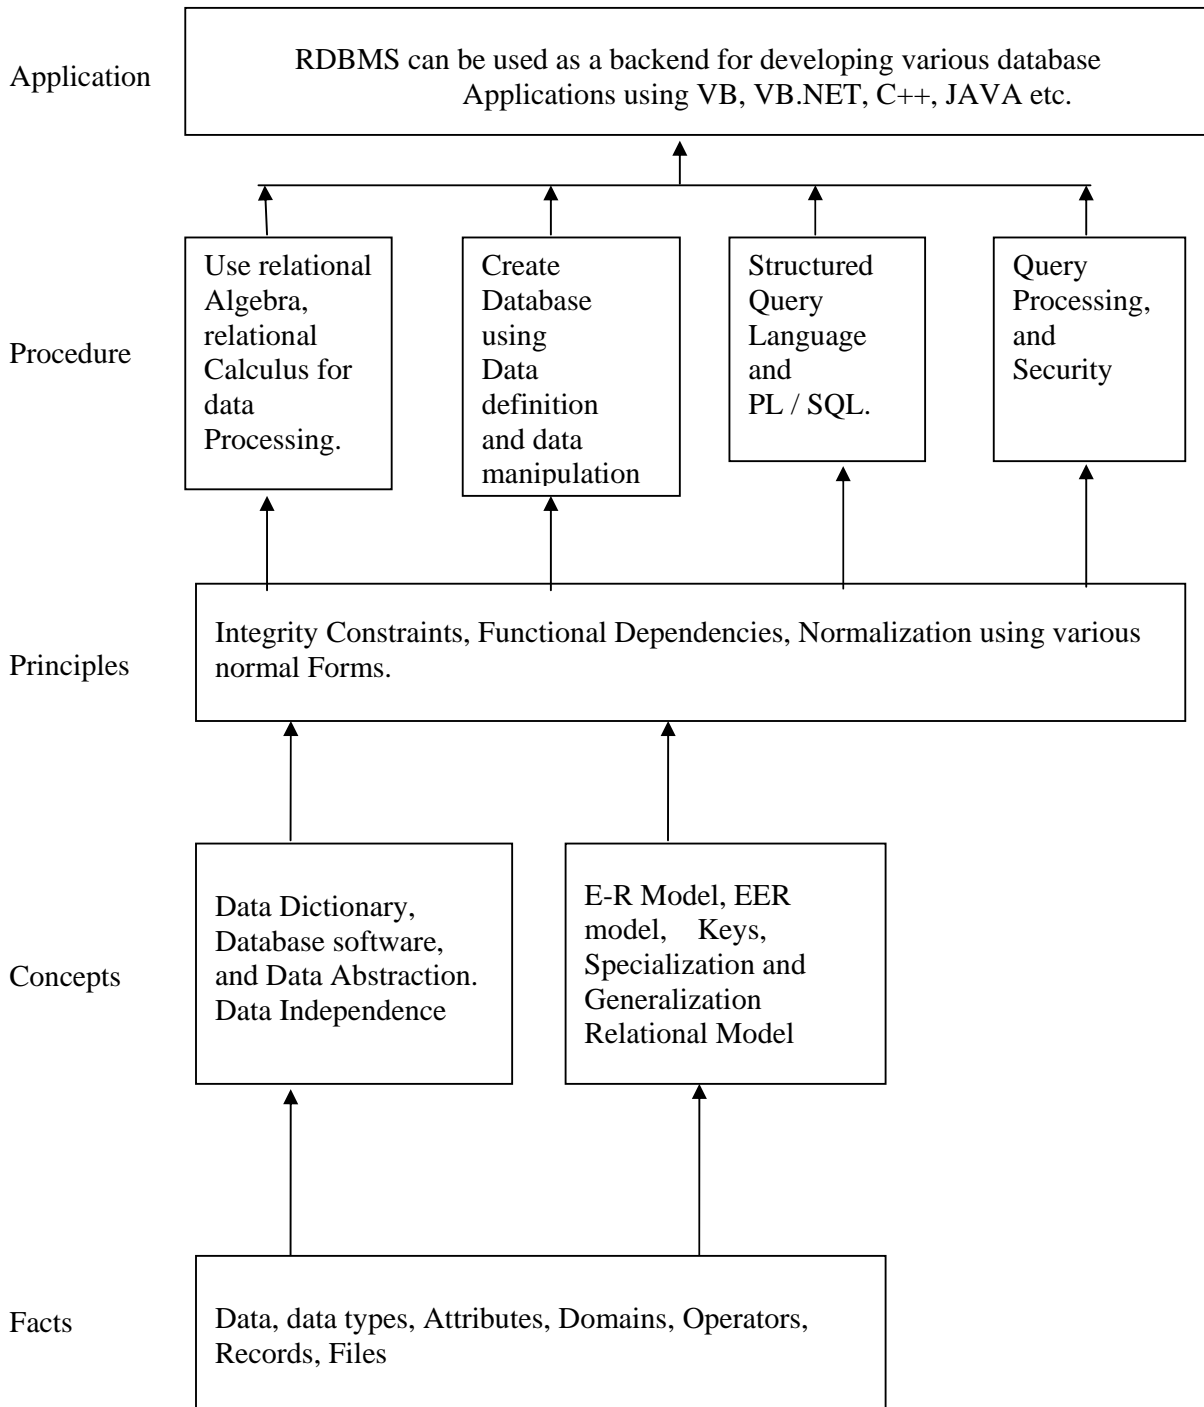 Application
RDBMS can be used as a backend for developing various database
Applications using VB, VB.NET, C++, JAVA etc.
Procedure
Use relational
Algebra,
relational
Calculus for
data
Processing.
Create
Database
using
Data
definition
and data
manipulation
Structured
Query
Language
and
PL / SQL.
Query
Processing,
and
Security
Principles
Integrity Constraints, Functional Dependencies, Normalization using various
normal Forms.
Concepts
Data Dictionary,
Database software,
and Data Abstraction.
Data Independence
E-R Model, EER
model, Keys,
Specialization and
Generalization
Relational Model
Facts
Data, data types, Attributes, Domains, Operators,
Records, Files